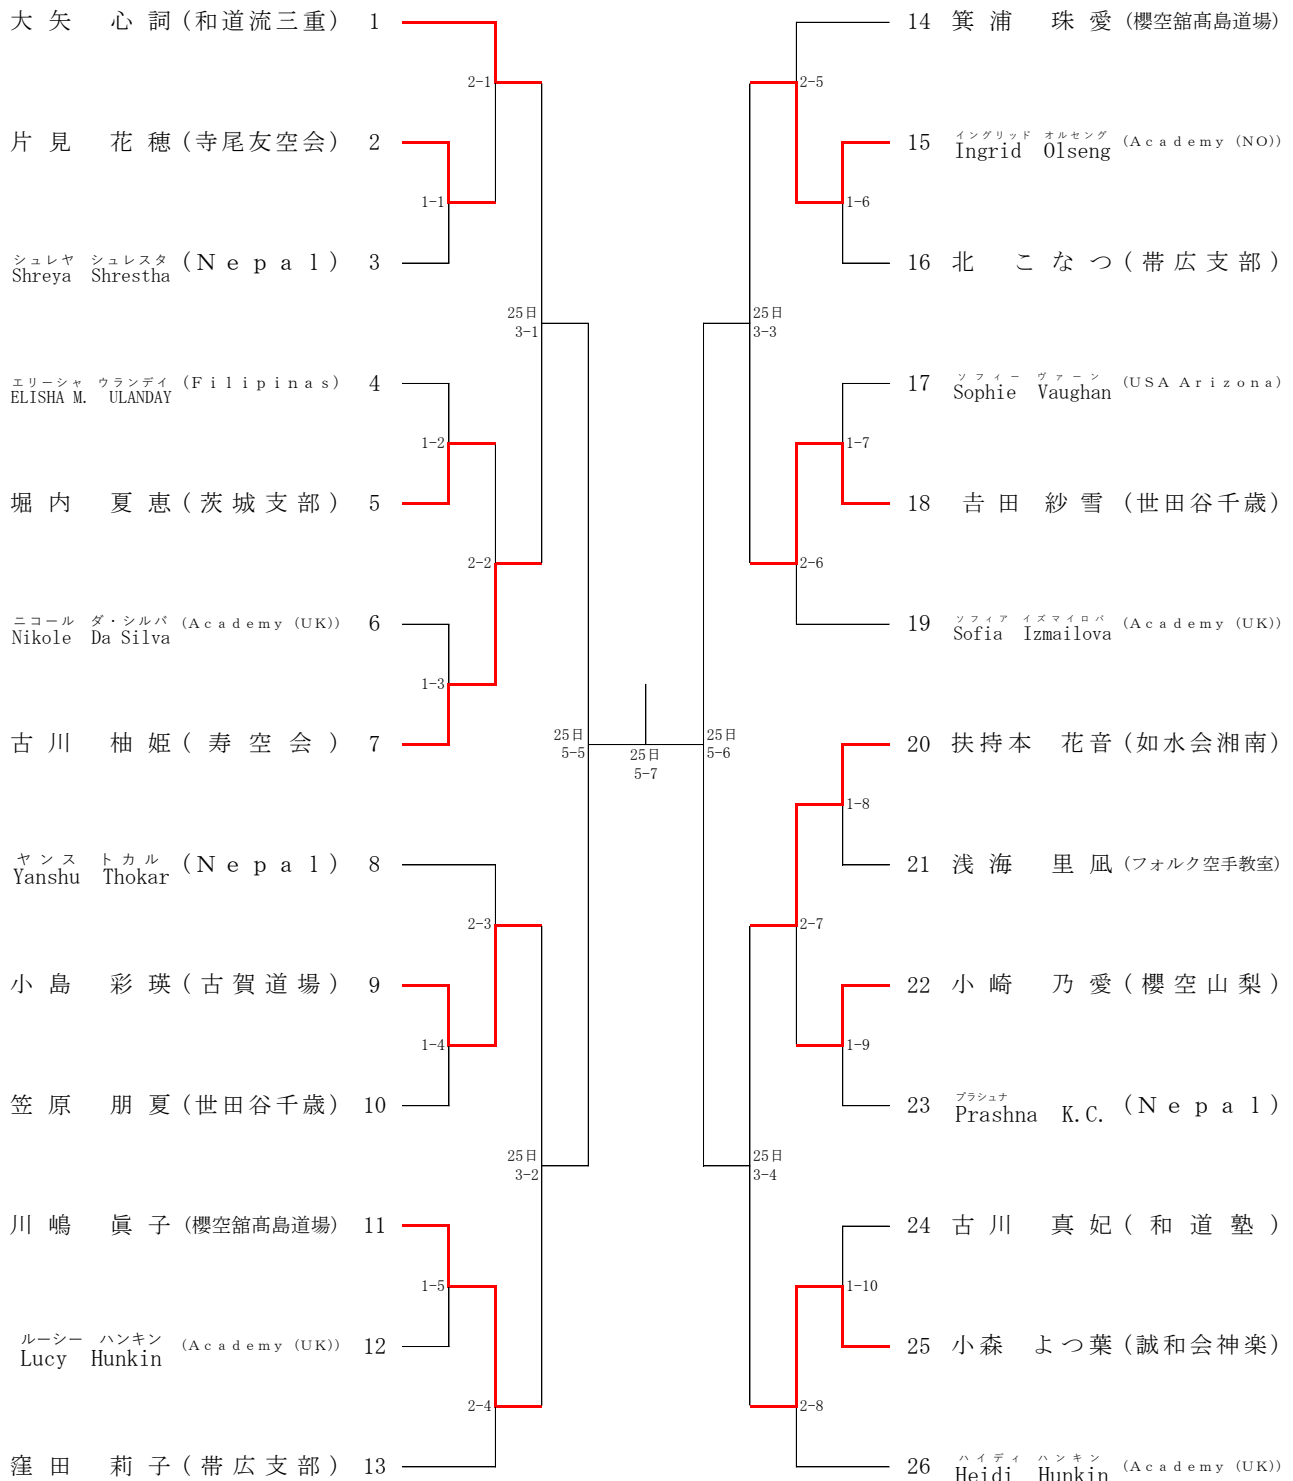 大矢 心詞 (和道流三重) 1
2-1
片見 花穂 (寺尾友空会) 2
1-1
シュレヤ シュレスタ
Shreya Shrestha (Nepal) 3
25日
3-1
エリーシャ ウランデイ
ELISHA M. ULANDAY (Filipinas) 4
1-2
堀内 夏恵 (茨城支部) 5
2-2
ニコール ダ・シルバ
Nikole Da Silva (Academy (UK)) 6
1-3
古川 柚姫 (寿空会) 7
25日
5-5
ヤンス トカル
Yanshu Thokar (Nepal) 8
2-3
小島 彩瑛 (古賀道場) 9
1-4
笠原 朋夏 (世田谷千歳) 10
25日
3-2
川嶋 眞子 (櫻空舘髙島道場) 11
1-5
ルーシー ハンキン
Lucy Hunkin (Academy (UK)) 12
2-4
窪田 莉子 (帯広支部) 13
25日
5-7
14 箕浦 珠愛 (櫻空舘髙島道場)
2-5
イングリッド オルセング
15 Ingrid Olseng (Academy (NO))
1-6
16 北 こなつ (帯広支部)
25日
3-3
ソフィー ヴァーン
17 Sophie Vaughan (USA Arizona)
1-7
18 𠮷田 紗雪 (世田谷千歳)
2-6
ソフィア イズマイロバ
19 Sofia Izmailova (Academy (UK))
25日
5-6
20 扶持本 花音 (如水会湘南)
1-8
21 浅海 里凪 (フォルク空手教室)
2-7
22 小崎 乃愛 (櫻空山梨)
1-9
プラシュナ
23 Prashna K.C. (Nepal)
25日
3-4
24 古川 真妃 (和道塾)
1-10
25 小森 よつ葉 (誠和会神楽)
2-8
ハイディ ハンキン
26 Heidi Hunkin (Academy (UK))